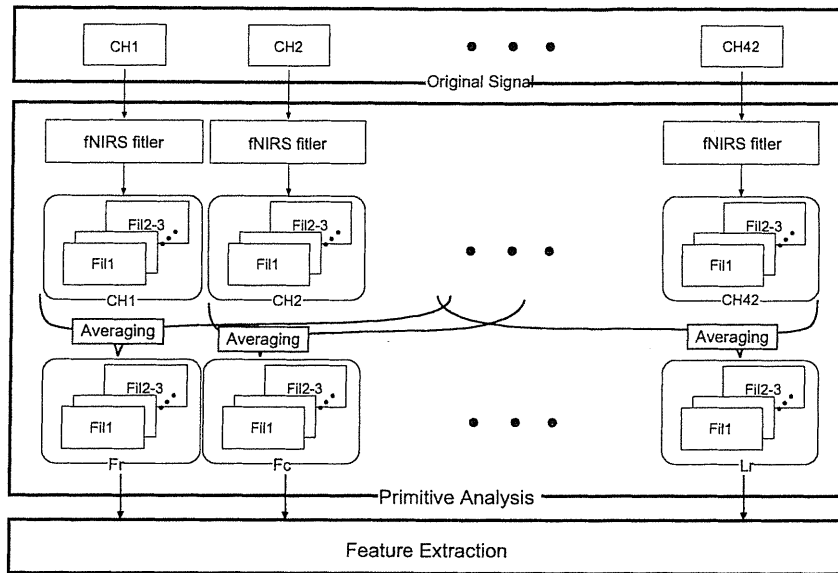 CH1
CH2
CH42
Original Signal
fNIRS fitler
fNIRS fitler
fNIRS fitler
Fil2-3
Fil1
CH1
Fil2-3
Fil1
CH2
Fil2-3
Fil1
CH42
Averaging
Averaging
Averaging
Fil2-3
Fil1
Fr
Fil2-3
Fil1
Fc
Fil2-3
Fil1
Lr
Primitive Analysis
Feature Extraction